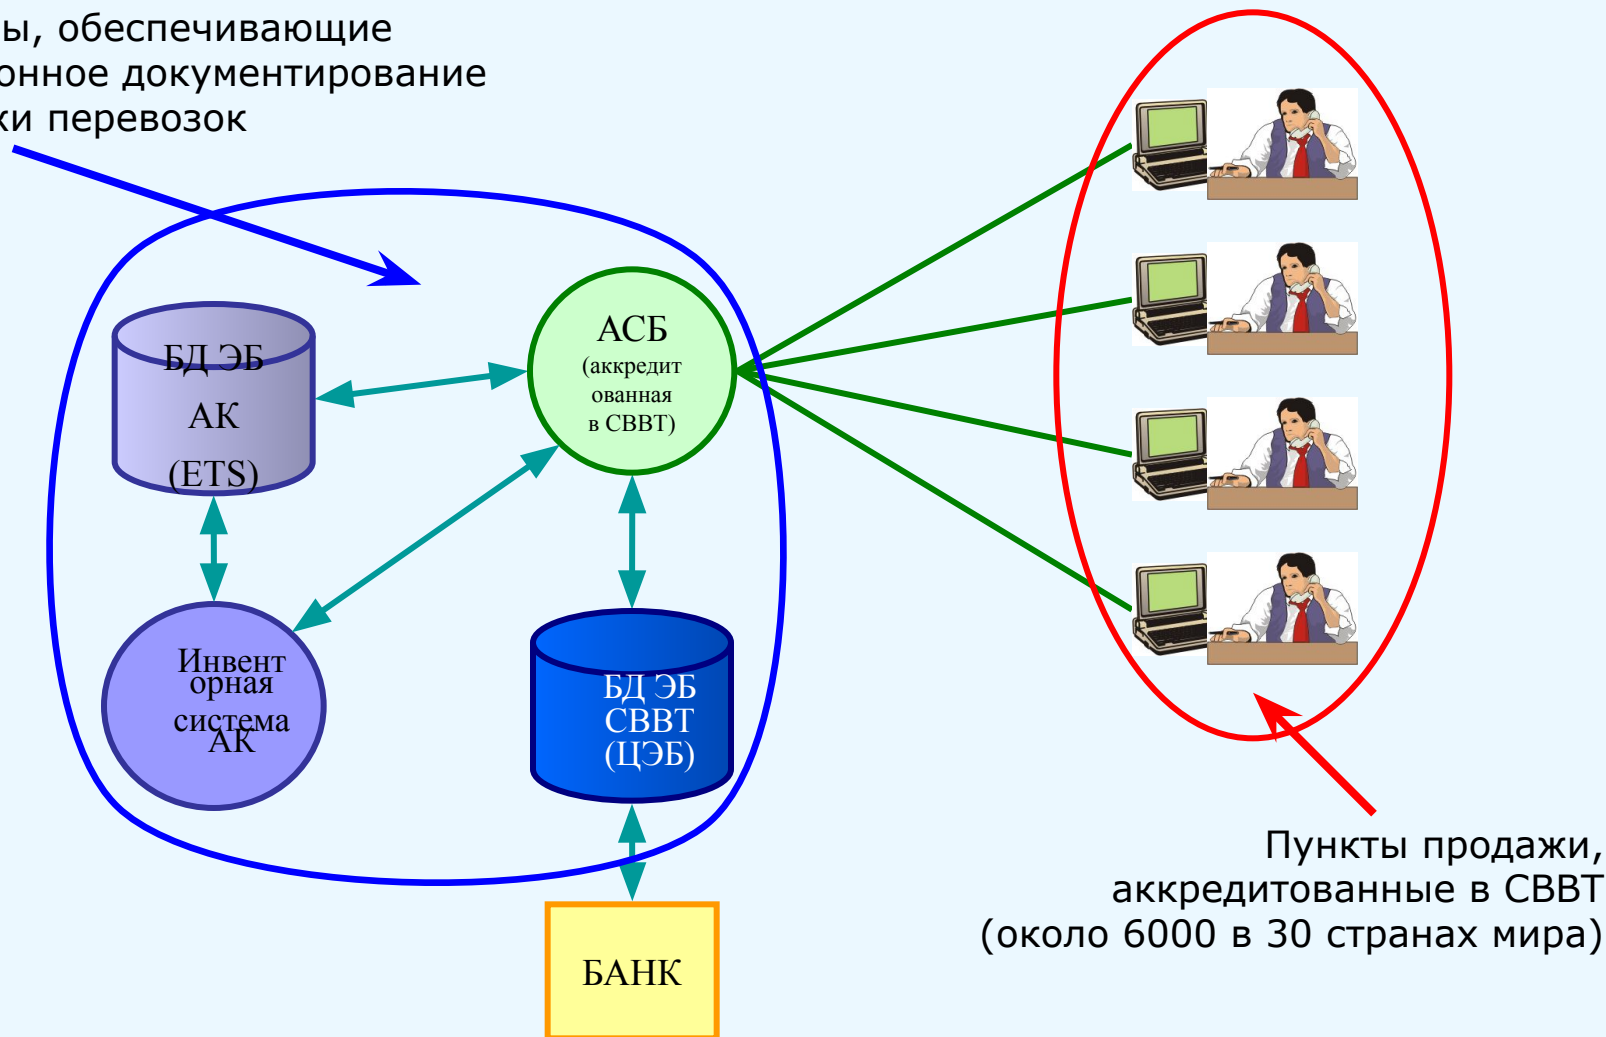 ы, обеспечивающие
онное документирование
ки перевозок
АСБ
(аккредит
ованная
в СВВТ)
БД ЭБ
АК
(ETS)
Инвент
орная
система
АК
БД ЭБ
СВВТ
(ЦЭБ)
БАНК
Пункты продажи,
аккредитованные в СВВТ
(около 6000 в 30 странах мира)